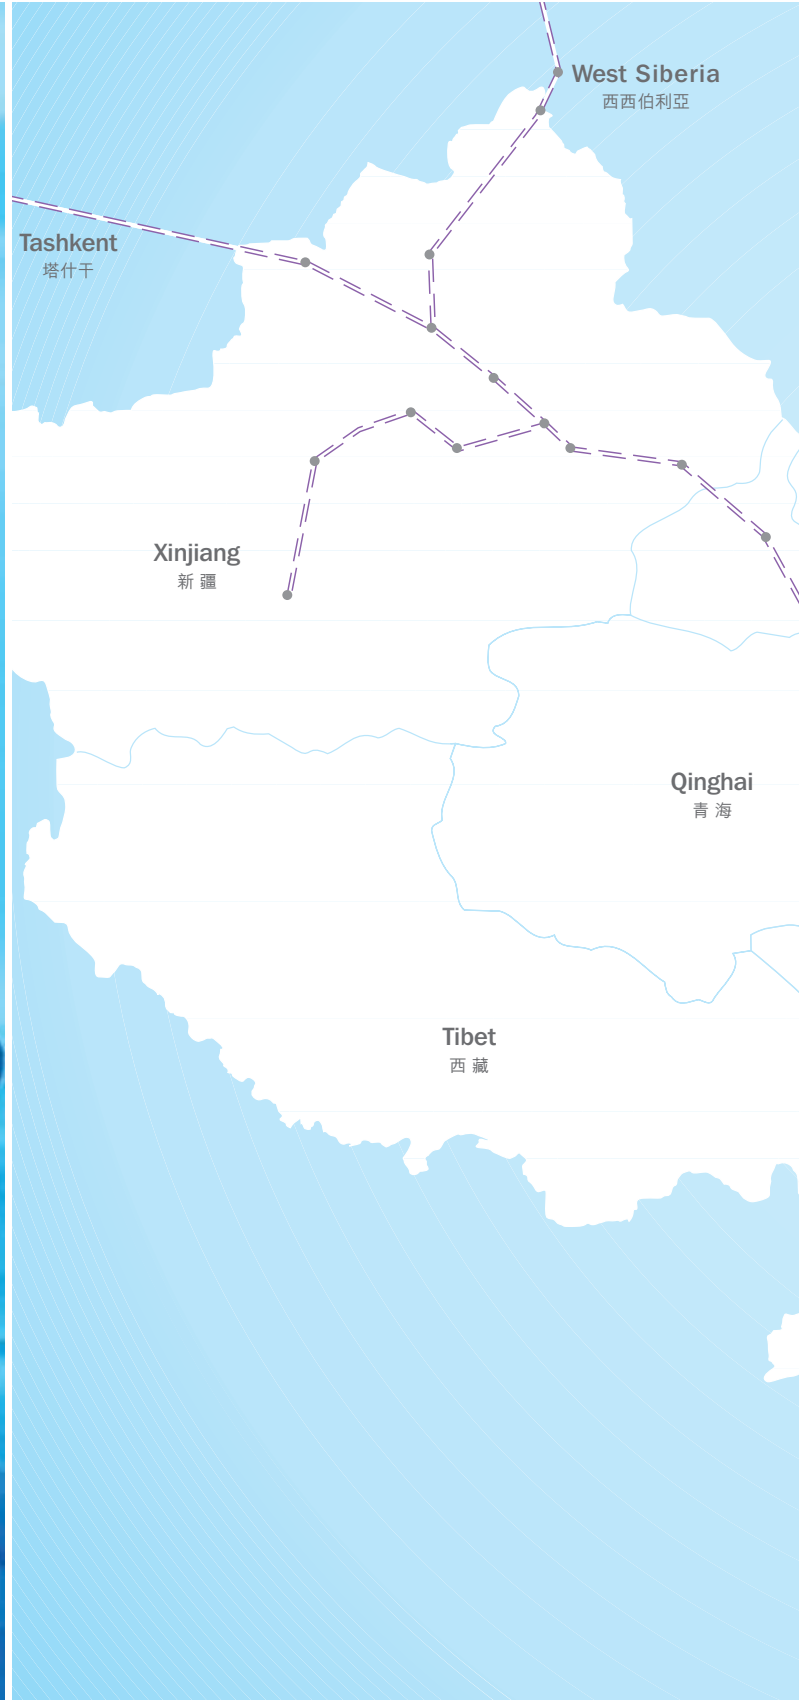 West Siberia
西西伯利亞
Tashkent
塔什干
Xinjiang
新疆
Qinghai
青海
Tibet
西藏